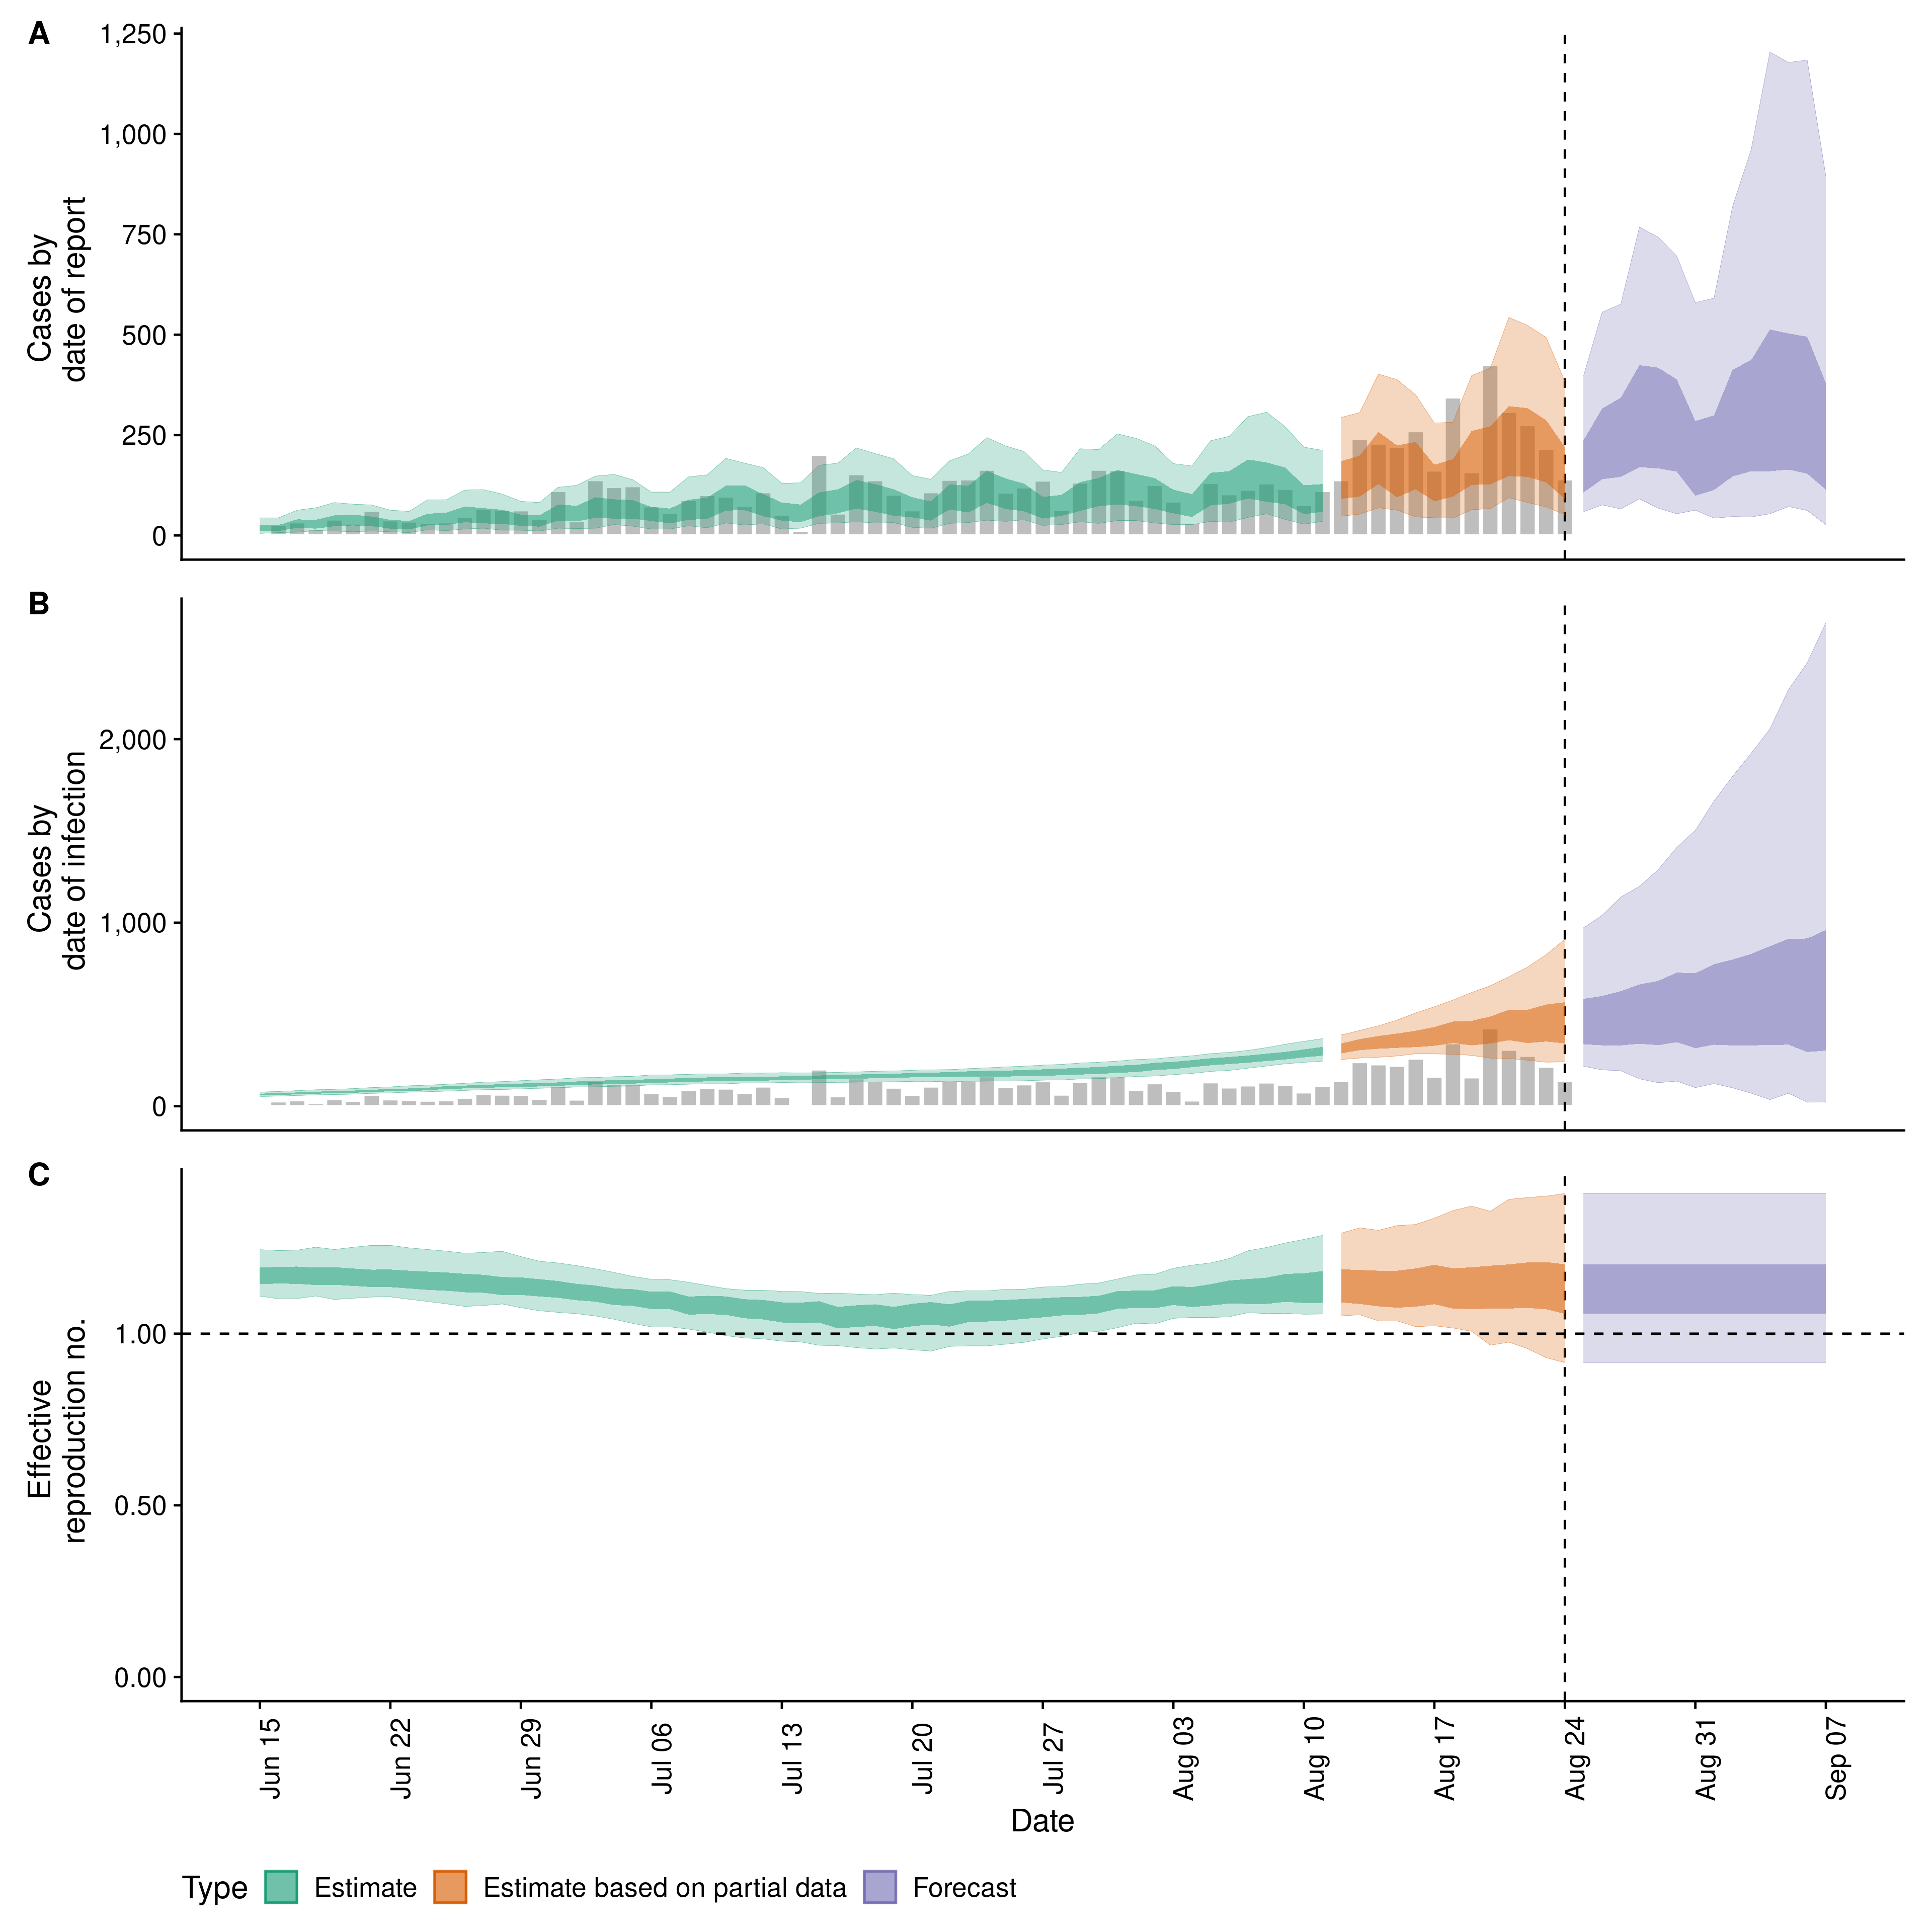 A
1,250
1,000
750
500
250
0
Cases by
date of report
B
2,000
1,000
0
Cases by
date of infection
C
1.00
0.50
0.00
Effective
reproduction no.
Jun 15
Jun 22
Jun 29
Jul 06
Jul 13
Jul 20
Jul 27
Aug 03
Aug 10
Aug 17
Aug 24
Aug 31
Sep 07
Date
Type
Estimate
Estimate based on partial data
Forecast